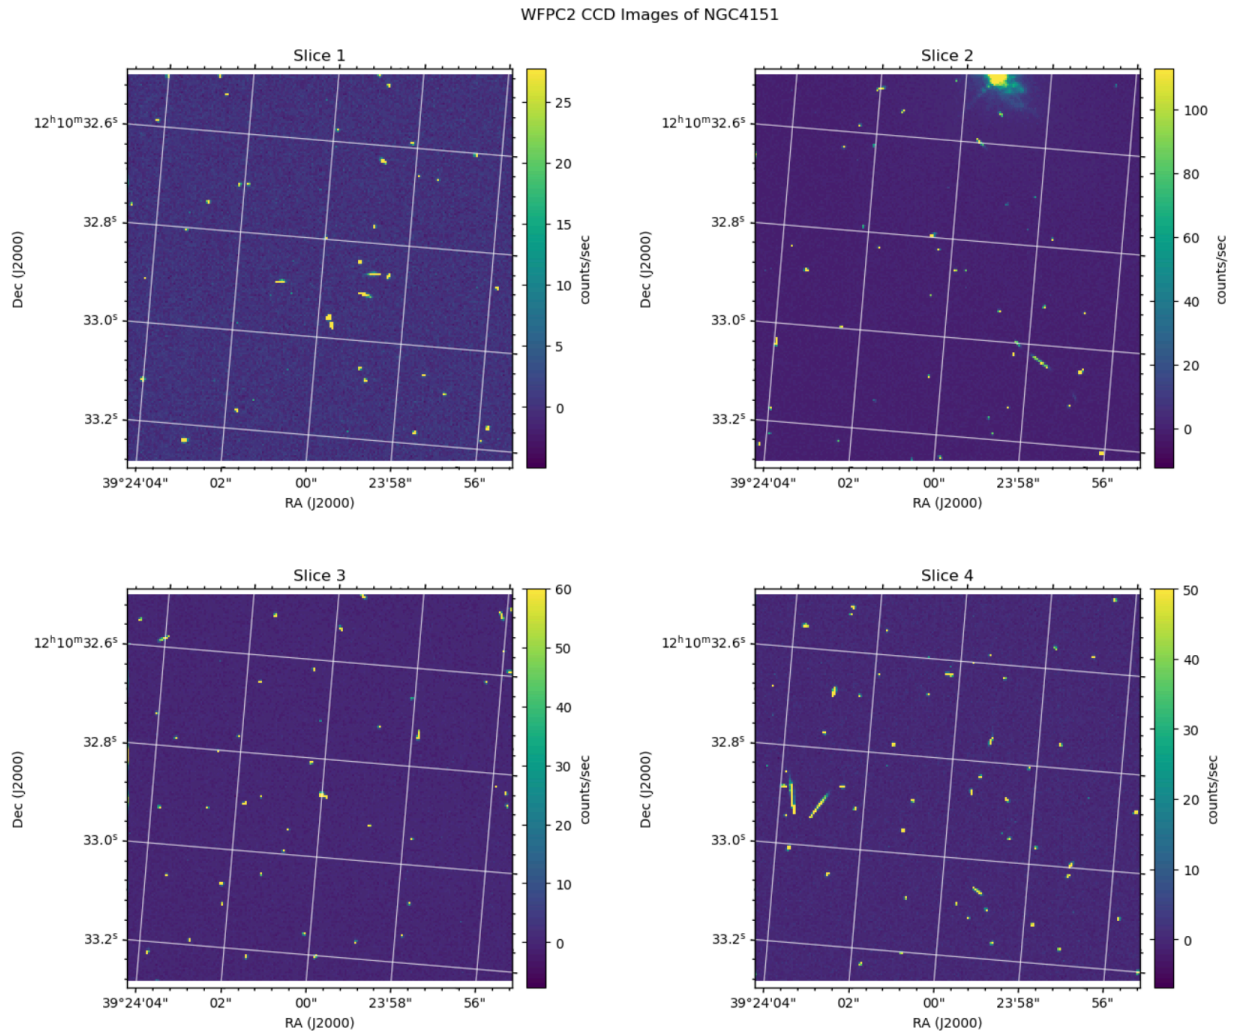 WFPC2 CCD Images of NGC4151
Slice 1
12ʰ10ᵐ32.6ˢ
32.8ˢ
33.0ˢ
33.2ˢ
Dec (J2000)
39°24'04" 02" 00" 23'58" 56"
RA (J2000)
25
20
15
10
5
0
counts/sec
Slice 2
12ʰ10ᵐ32.6ˢ
32.8ˢ
33.0ˢ
33.2ˢ
Dec (J2000)
39°24'04" 02" 00" 23'58" 56"
RA (J2000)
100
80
60
40
20
0
counts/sec
Slice 3
12ʰ10ᵐ32.6ˢ
32.8ˢ
33.0ˢ
33.2ˢ
Dec (J2000)
39°24'04" 02" 00" 23'58" 56"
RA (J2000)
60
50
40
30
20
10
0
counts/sec
Slice 4
12ʰ10ᵐ32.6ˢ
32.8ˢ
33.0ˢ
33.2ˢ
Dec (J2000)
39°24'04" 02" 00" 23'58" 56"
RA (J2000)
50
40
30
20
10
0
counts/sec